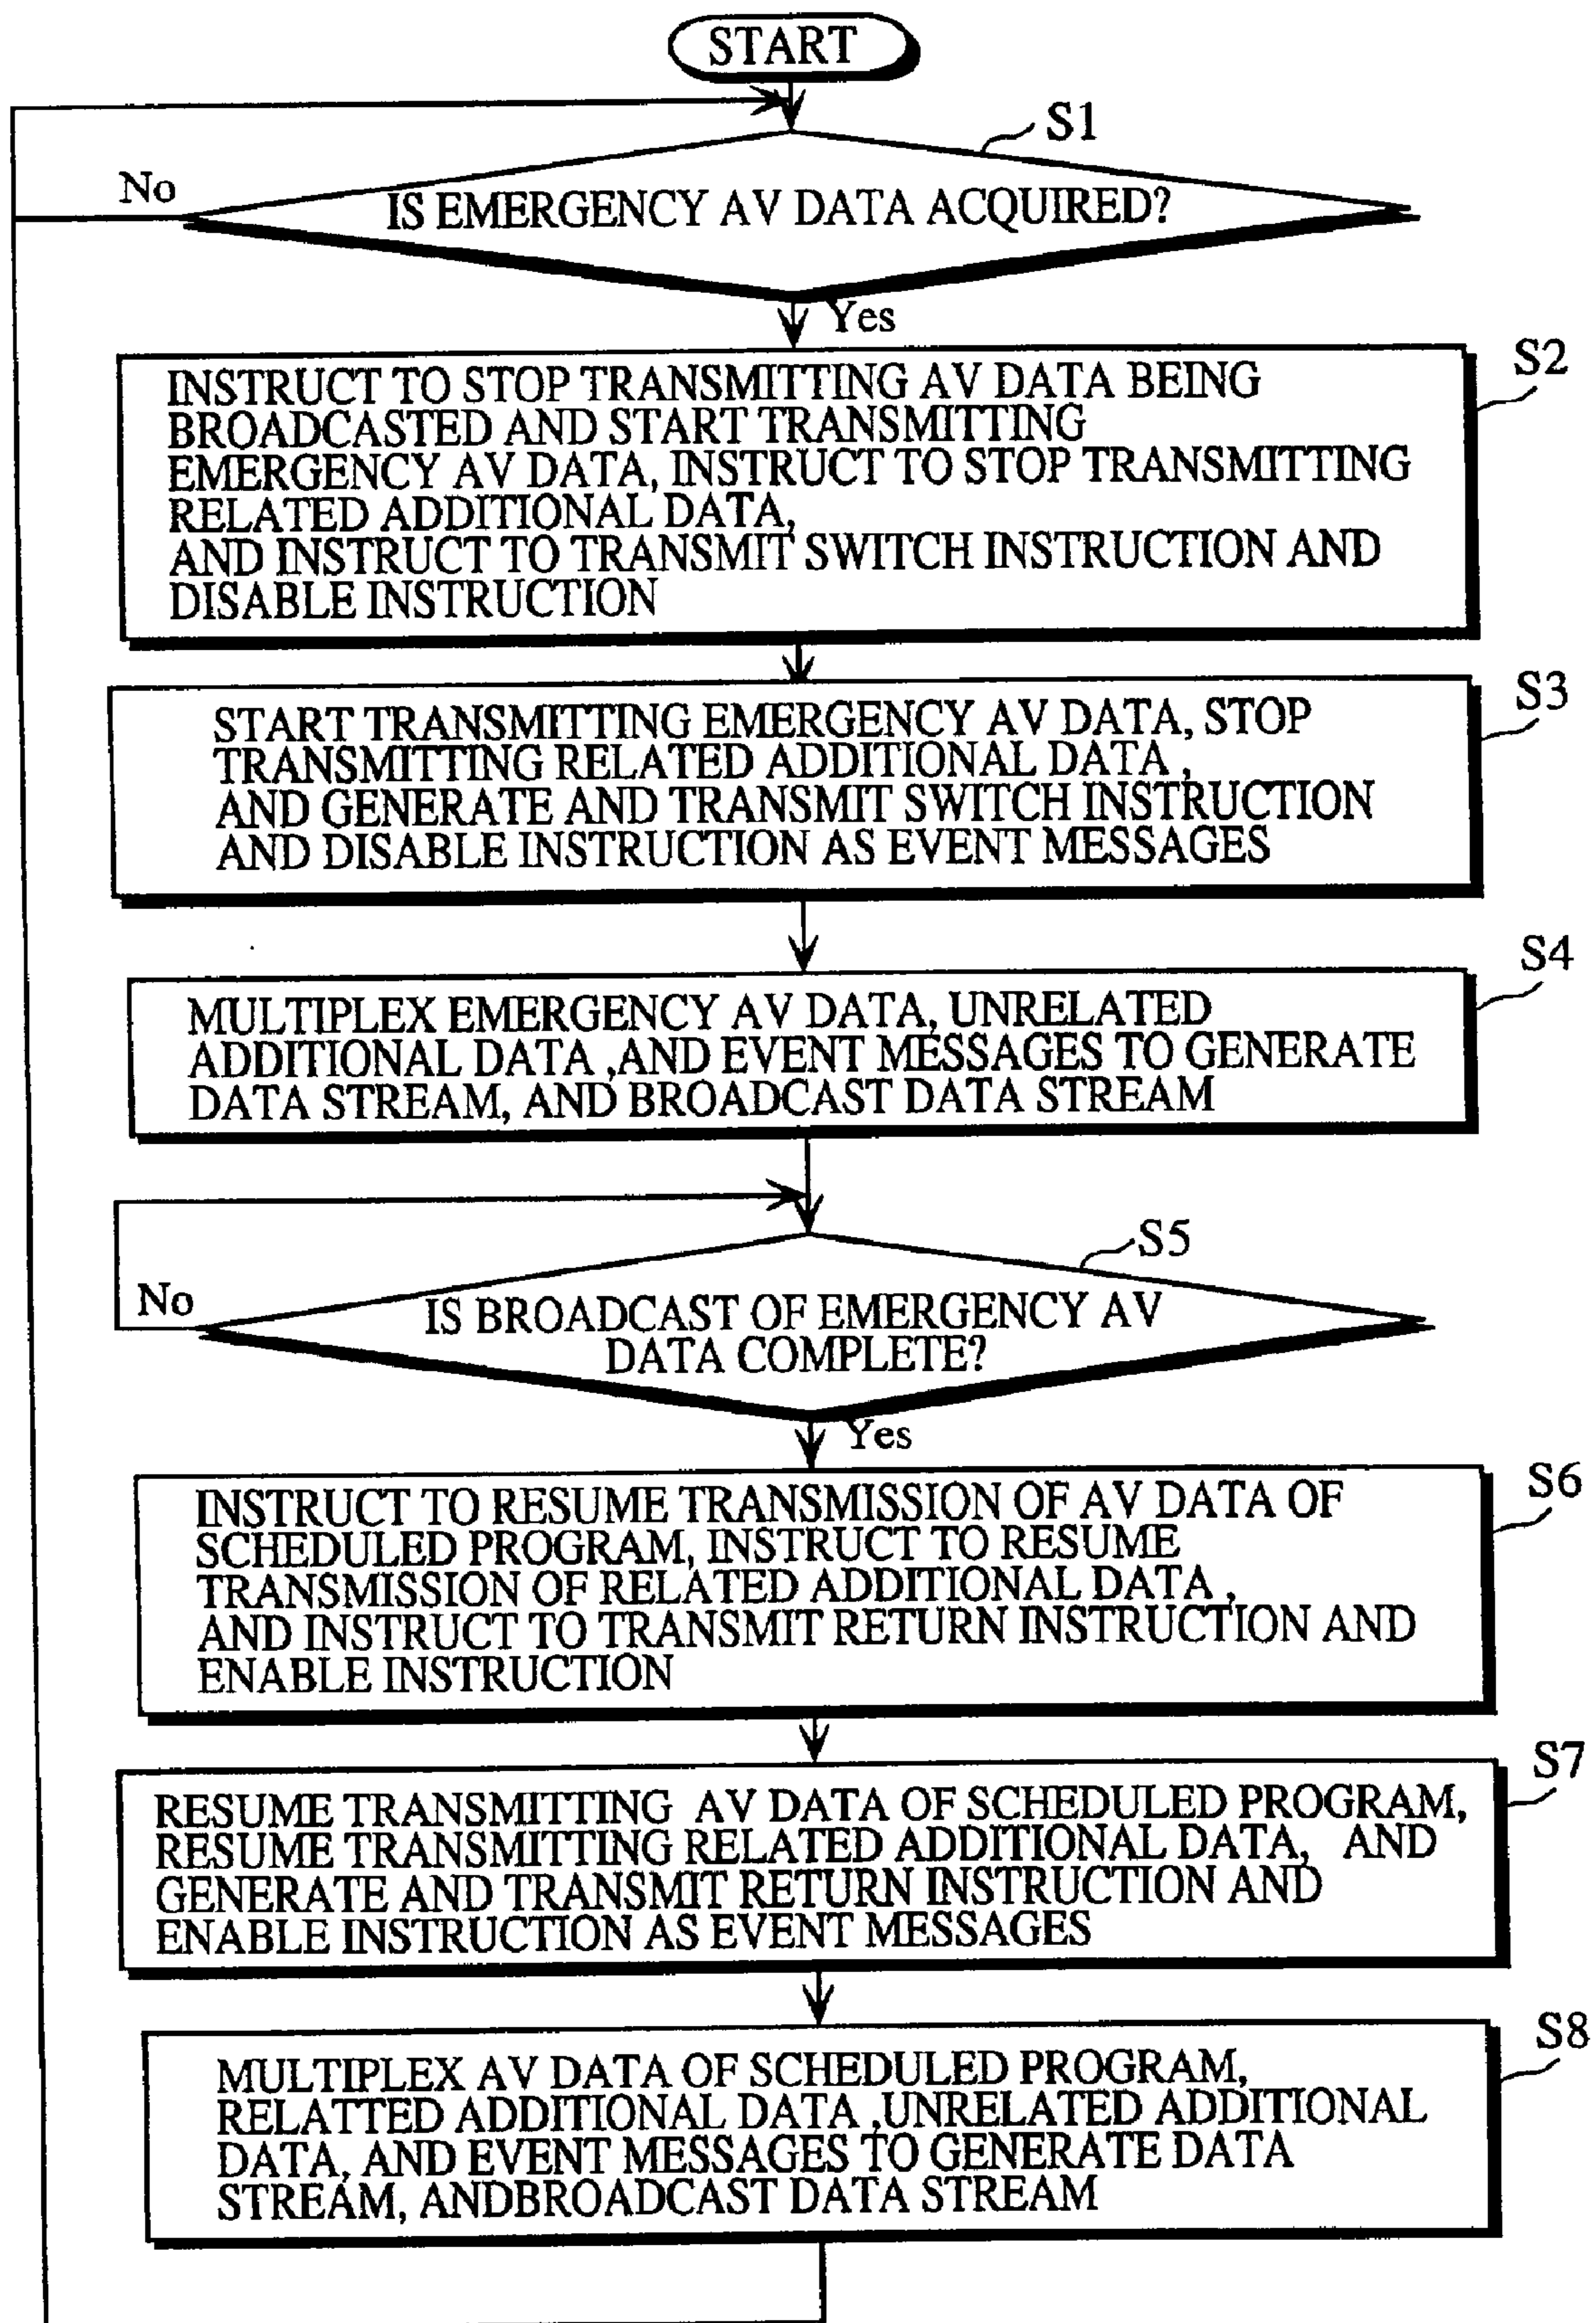 START
S1
No
IS EMERGENCY AV DATA ACQUIRED?
Yes
S2
INSTRUCT TO STOP TRANSMITTING AV DATA BEING
BROADCASTED AND START TRANSMITTING
EMERGENCY AV DATA, INSTRUCT TO STOP TRANSMITTING
RELATED ADDITIONAL DATA,
AND INSTRUCT TO TRANSMIT SWITCH INSTRUCTION AND
DISABLE INSTRUCTION
S3
START TRANSMITTING EMERGENCY AV DATA, STOP
TRANSMITTING RELATED ADDITIONAL DATA ,
AND GENERATE AND TRANSMIT SWITCH INSTRUCTION
AND DISABLE INSTRUCTION AS EVENT MESSAGES
S4
MULTIPLEX EMERGENCY AV DATA, UNRELATED
ADDITIONAL DATA ,AND EVENT MESSAGES TO GENERATE
DATA STREAM, AND BROADCAST DATA STREAM
S5
No
IS BROADCAST OF EMERGENCY AV
DATA COMPLETE?
Yes
S6
INSTRUCT TO RESUME TRANSMISSION OF AV DATA OF
SCHEDULED PROGRAM, INSTRUCT TO RESUME
TRANSMISSION OF RELATED ADDITIONAL DATA ,
AND INSTRUCT TO TRANSMIT RETURN INSTRUCTION AND
ENABLE INSTRUCTION
S7
RESUME TRANSMITTING AV DATA OF SCHEDULED PROGRAM,
RESUME TRANSMITTING RELATED ADDITIONAL DATA, AND
GENERATE AND TRANSMIT RETURN INSTRUCTION AND
ENABLE INSTRUCTION AS EVENT MESSAGES
S8
MULTIPLEX AV DATA OF SCHEDULED PROGRAM,
RELATTED ADDITIONAL DATA ,UNRELATED ADDITIONAL
DATA, AND EVENT MESSAGES TO GENERATE DATA
STREAM, ANDBROADCAST DATA STREAM